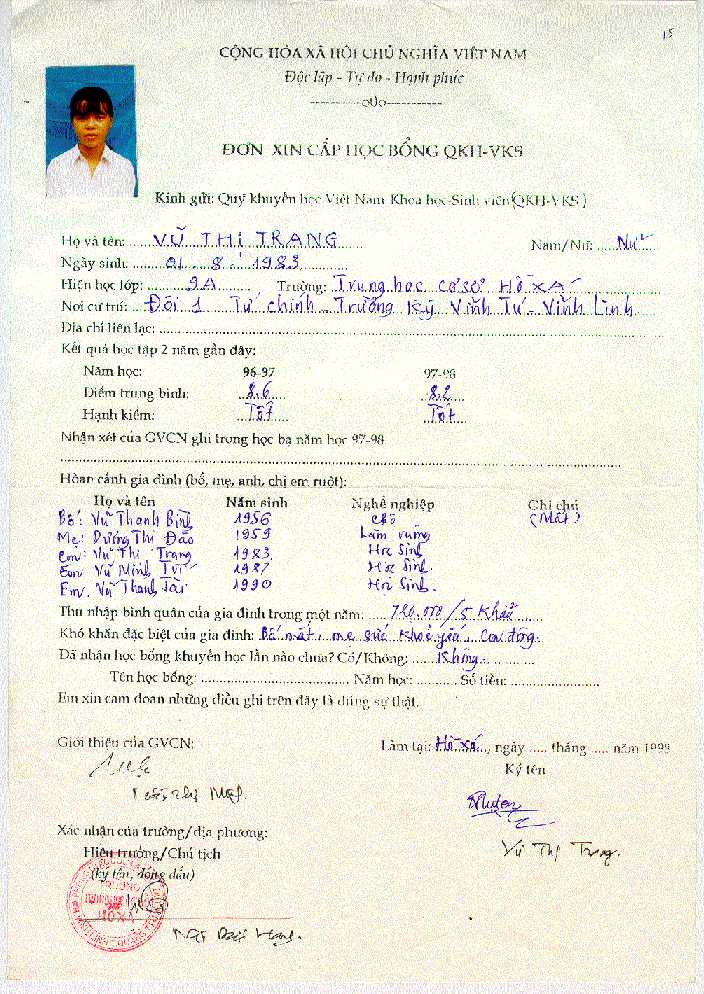 18
CỘNG HÒA XÃ HỘI CHỦ NGHĨA VIỆT NAM
Độc lập - Tự do - Hạnh phúc
-----------o0o-----------
ĐƠN XIN CẤP HỌC BỔNG QKH-VKS
Kính gửi: Quỹ khuyến học Việt Nam Khoa học-Sinh viên (QKH-VKS)
Họ và tên: VŨ THỊ TRANG Nam/Nữ: Nữ
Ngày sinh: 01. 8. 1983
Hiện học lớp: 9A Trường: Trung học cơ sở HỒ XÁ
Nơi cư trú: Đội 1 Tứ chính - Trường Kỳ Vĩnh Tú - Vĩnh Linh
Địa chỉ liên lạc:
Kết quả học tập 2 năm gần đây:
Năm học: 96-97 97-98
Điểm trung bình: 8.6 8.2
Hạnh kiểm: Tốt Tốt
Nhận xét của GVCN ghi trong học bạ năm học 97-98
Hoàn cảnh gia đình (bố, mẹ, anh, chị em ruột):
Họ và tên Năm sinh Nghề nghiệp Ghi chú
Bố: Vũ Thanh Bình 1956 (Mất)
Mẹ: Dương Thị Đào 1959 Làm ruộng
Em: Vũ Thị Trang 1983 Học sinh
Em: Vũ Minh 1987 Học sinh.
Em: Vũ Thanh Tài 1990 Học sinh.
Thu nhập bình quân của gia đình trong một năm: 720.000/5 Khẩu
Khó khăn đặc biệt của gia đình: Bố mất, mẹ sức khoẻ con đông.
Đã nhận học bổng khuyến học lần nào chưa? Có/Không: Không
Tên học bổng: Năm học: Số tiền:
Em xin cam đoan những điều ghi trên đây là đúng sự thật.
Giới thiệu của GVCN: Làm tại: Hồ Xá, ngày ..... tháng ..... năm 1998
Ký tên
Vũ Thị Trang.
Xác nhận của trường/địa phương:
Hiệu trưởng/Chủ tịch
(ký tên, đóng dấu)
TRƯỜNG
HỒ XÁ